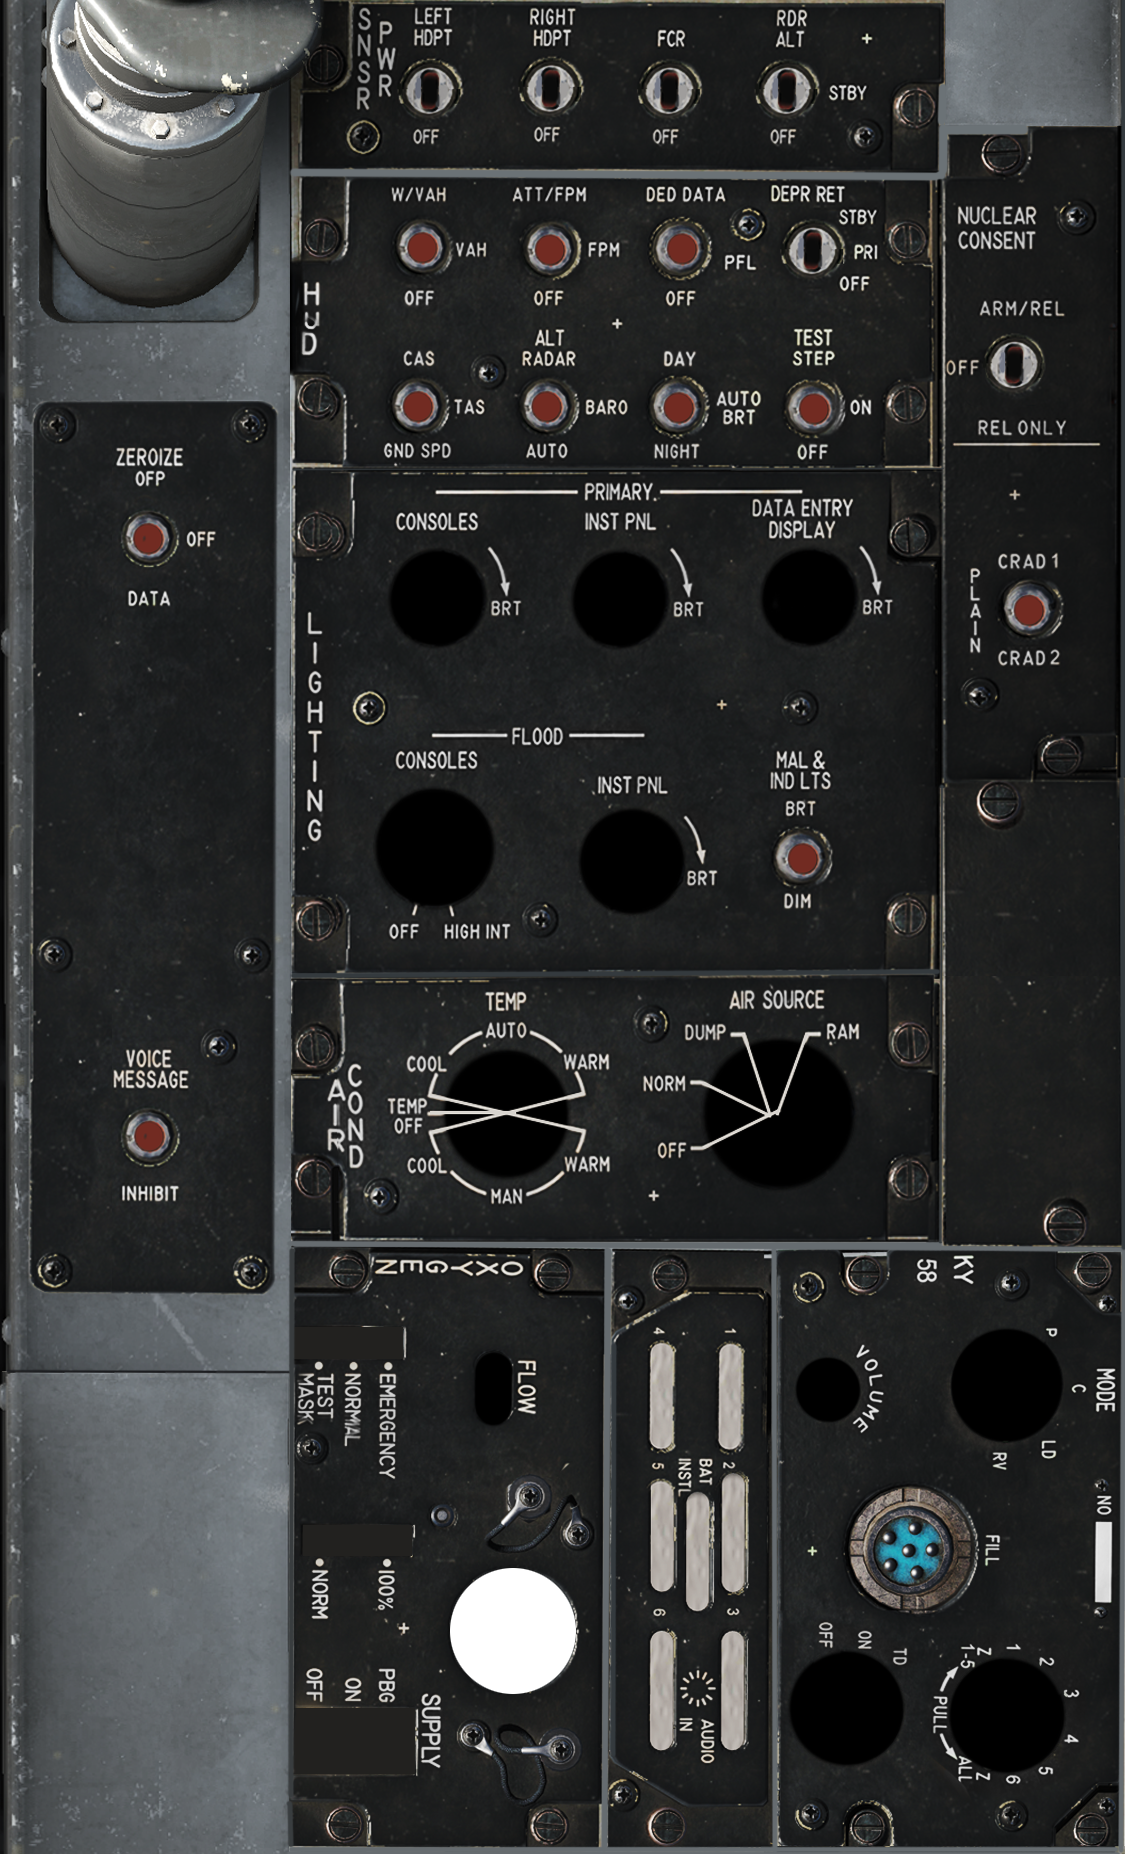 SNSR
PWR
LEFT
HDPT
OFF
RIGHT
HDPT
OFF
FCR
OFF
RDR
ALT
STBY
OFF
HUD
W/VAH
VAH
OFF
ATT/FPM
FPM
OFF
DED DATA
PFL
OFF
DEPR RET
STBY
PRI
OFF
CAS
TAS
GND SPD
ALT
RADAR
BARO
AUTO
DAY
AUTO
BRT
NIGHT
TEST
STEP
ON
OFF
NUCLEAR
CONSENT
ARM/REL
OFF
REL ONLY
PLAIN
CRAD 1
CRAD 2
ZEROIZE
OFP
OFF
DATA
VOICE
MESSAGE
INHIBIT
LIGHTING
PRIMARY
CONSOLES
BRT
INST PNL
BRT
DATA ENTRY
DISPLAY
BRT
FLOOD
CONSOLES
OFF
HIGH INT
INST PNL
BRT
MAL &
IND LTS
BRT
DIM
AIR
COND
TEMP
AUTO
COOL
WARM
TEMP
OFF
COOL
WARM
MAN
AIR SOURCE
DUMP
RAM
NORM
OFF
OXYGEN
FLOW
EMERGENCY
NORMAL
TEST
MASK
100%
NORM
SUPPLY
PBG
ON
OFF
1
4
2
5
BAT
INSTL
3
6
AUDIO
IN
KY
58
MODE
P
C
LD
RV
VOLUME
NO
FILL
OFF
ON
TD
Z
1-5
1
2
3
4
5
6
Z
ALL
PULL